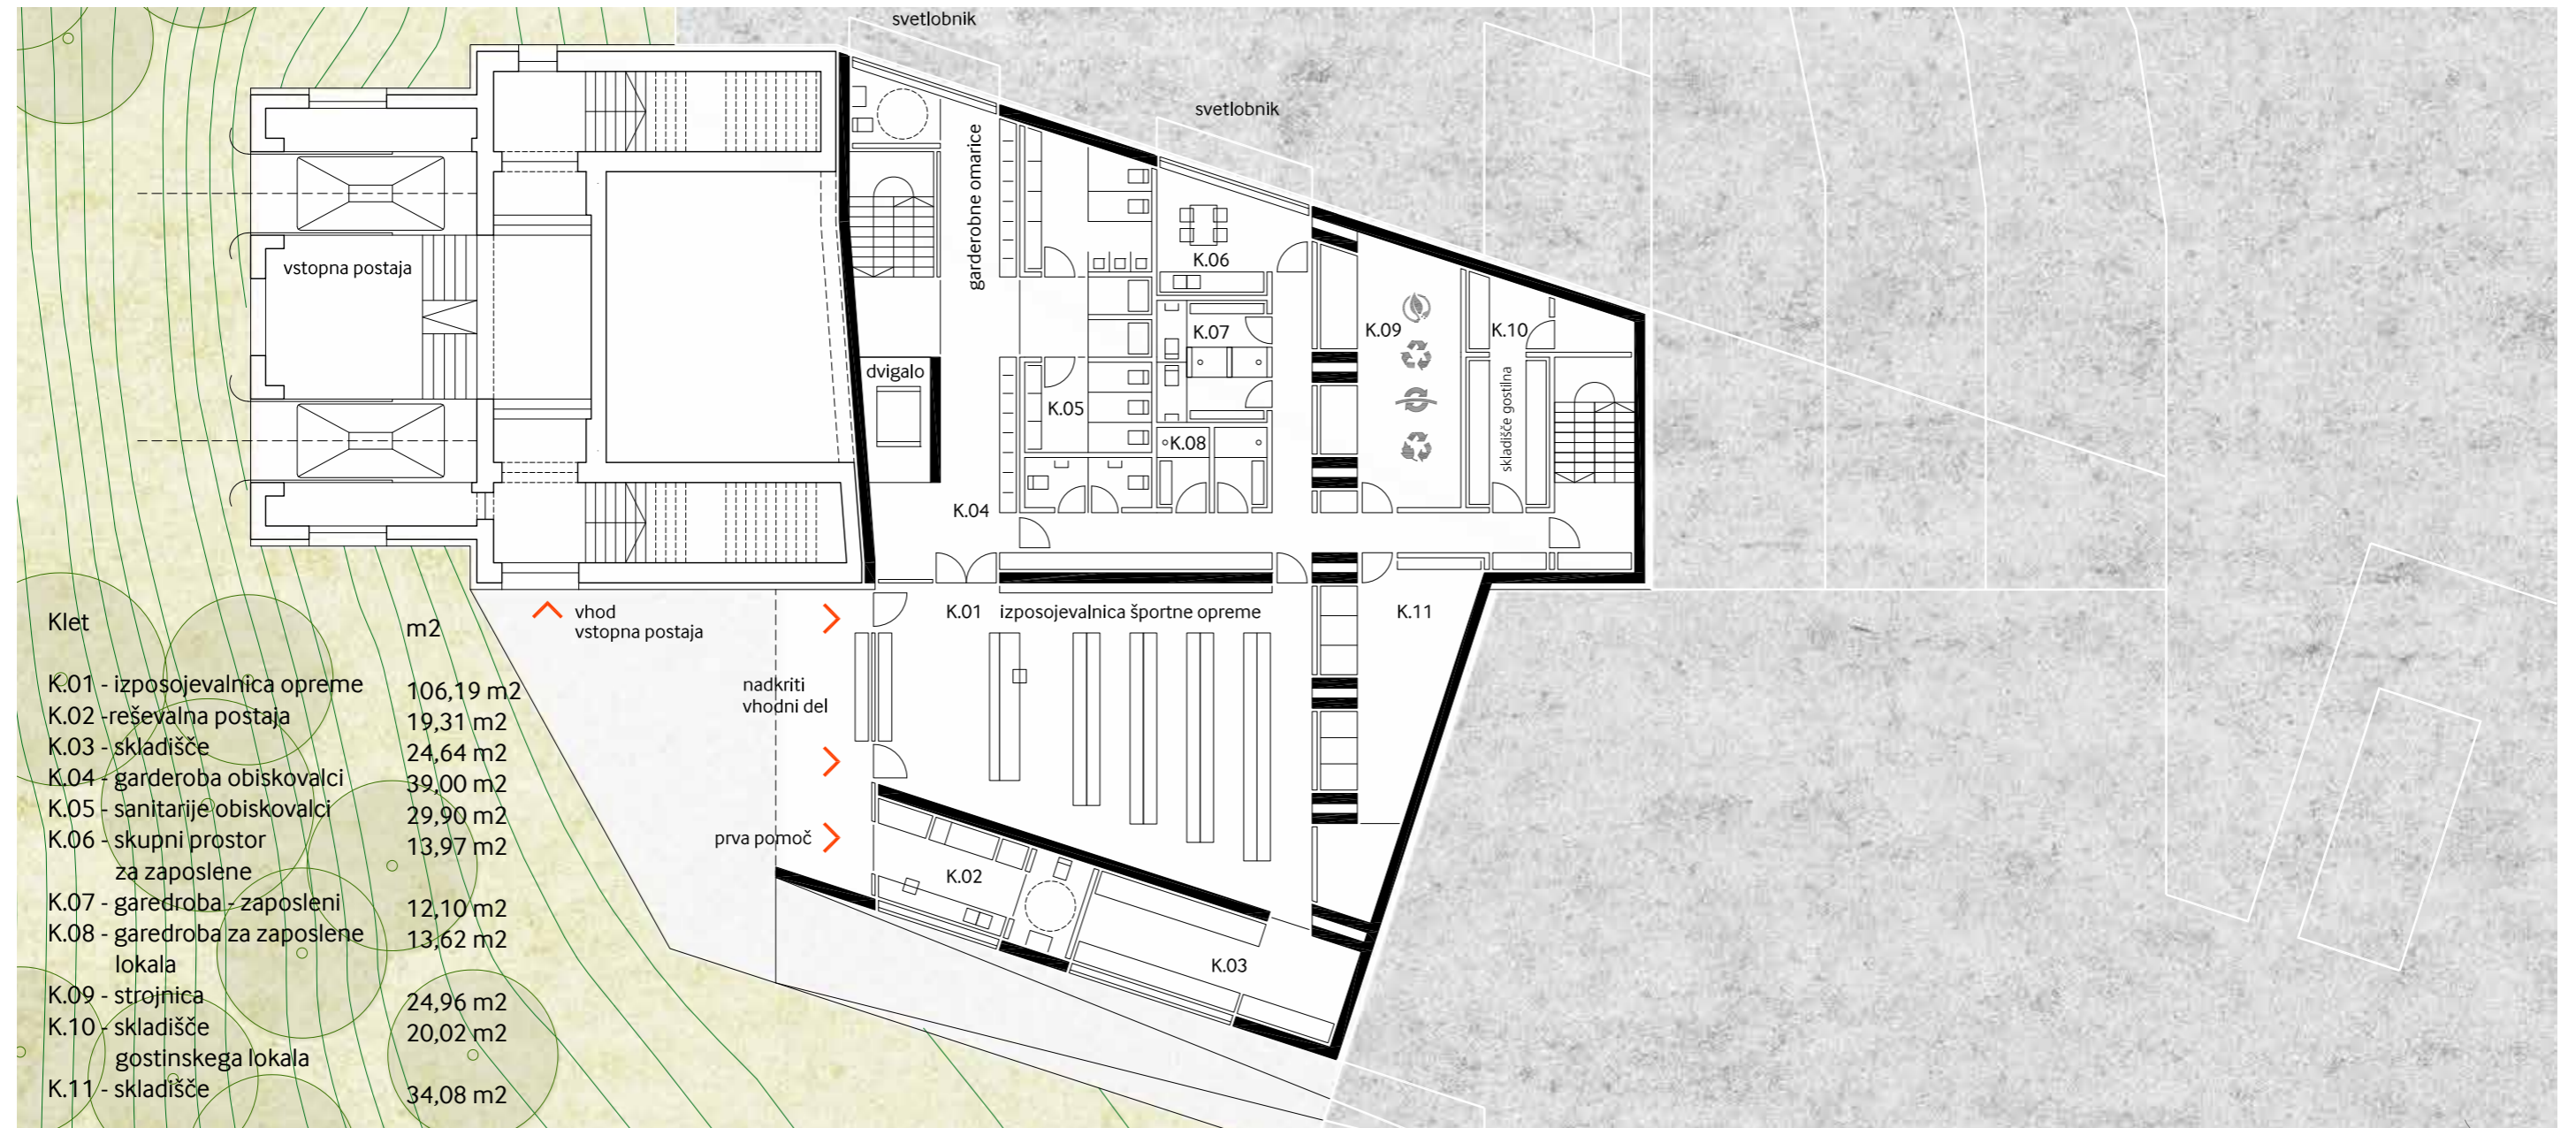 svetlobnik
svetlobnik
garderobne omarice
vstopna postaja
K.06
K.07
K.09
K.10
dvigalo
K.05
skladišče gostilna
K.08
K.04
vhod
vstopna postaja
K.01 izposojevalnica športne opreme
K.11
nadkriti
vhodni del
prva pomoč
K.02
K.03
Klet m2
K.01 - izposojevalnica opreme 106,19 m2
K.02 -reševalna postaja 19,31 m2
K.03 - skladišče 24,64 m2
K.04 - garderoba obiskovalci 39,00 m2
K.05 - sanitarije obiskovalci 29,90 m2
K.06 - skupni prostor 13,97 m2
za zaposlene
K.07 - garedroba - zaposleni 12,10 m2
K.08 - garedroba za zaposlene 13,62 m2
lokala
K.09 - strojnica 24,96 m2
K.10 - skladišče 20,02 m2
gostinskega lokala
K.11 - skladišče 34,08 m2